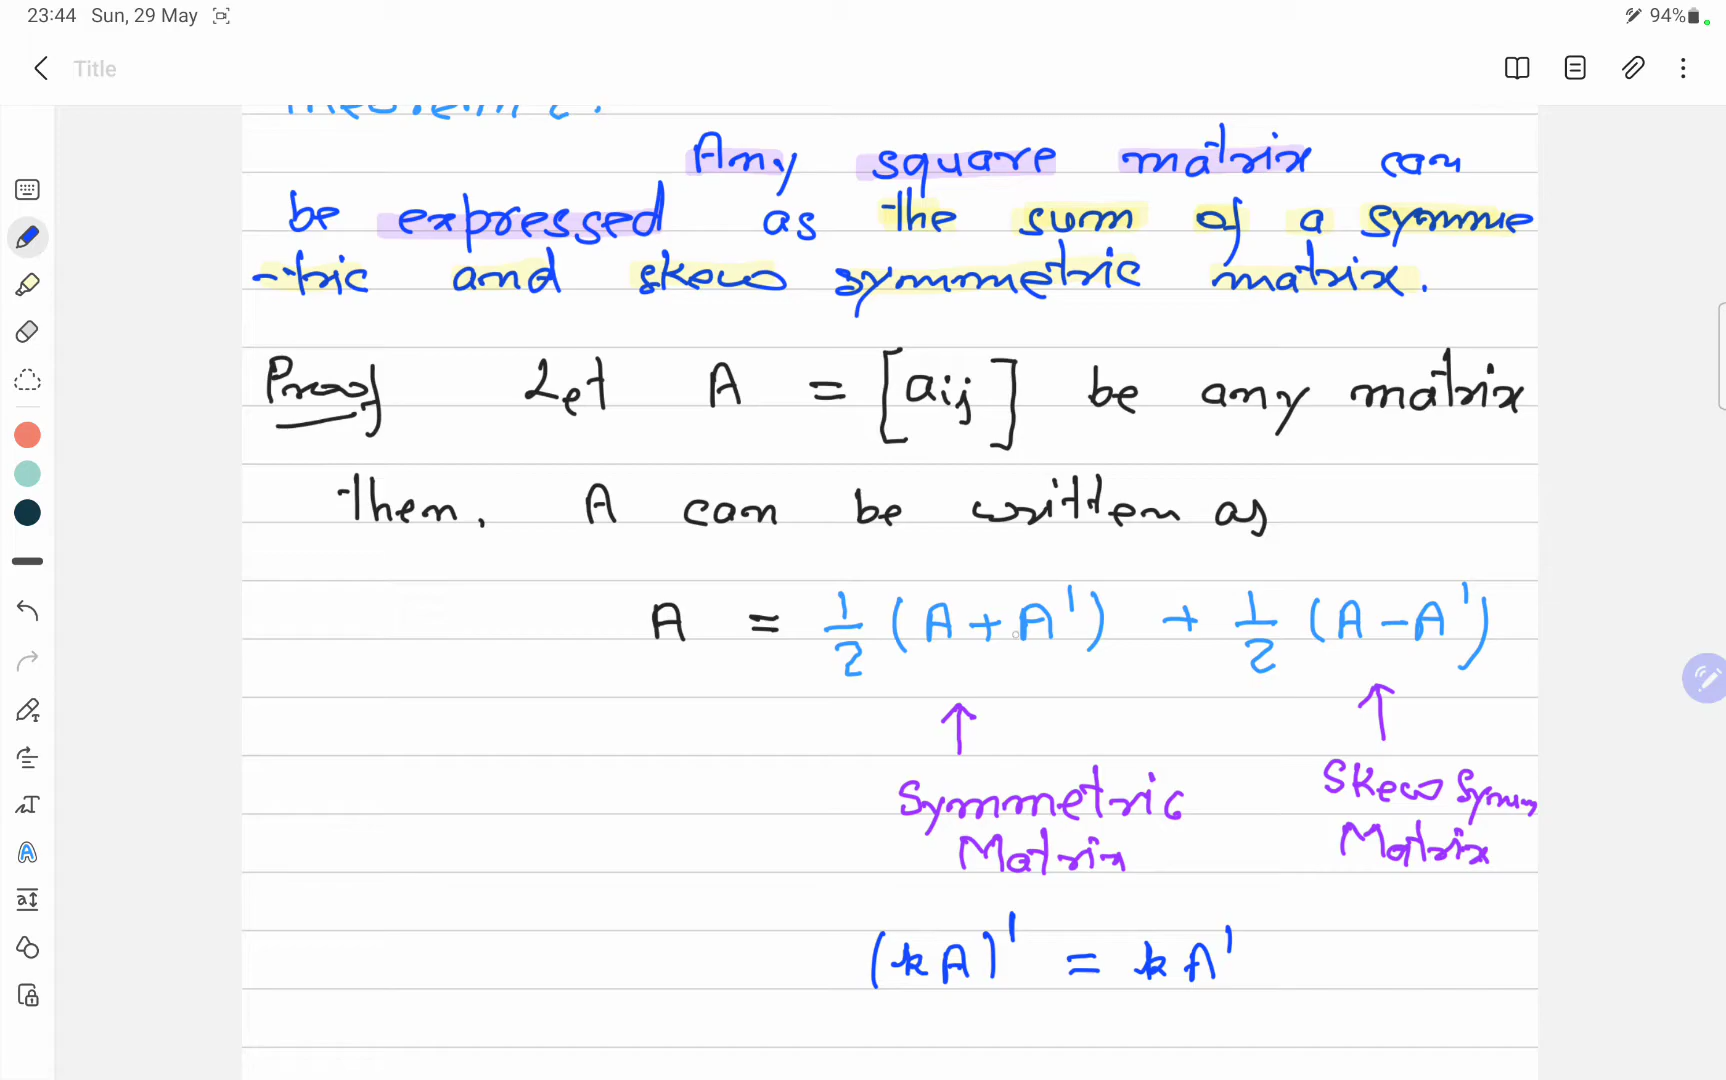 23:44 Sun, 29 May 94%
Title
Any square matrix can
be expressed as the sum of a symme
-tric and skew symmetric matrix.
Proof Let A = [aij] be any matrix
Then, A can be written as
A = 1/2 (A + A') + 1/2 (A - A')
↑ ↑
Symmetric Skew Symm
Matrix Matrix
(kA)' = kA'